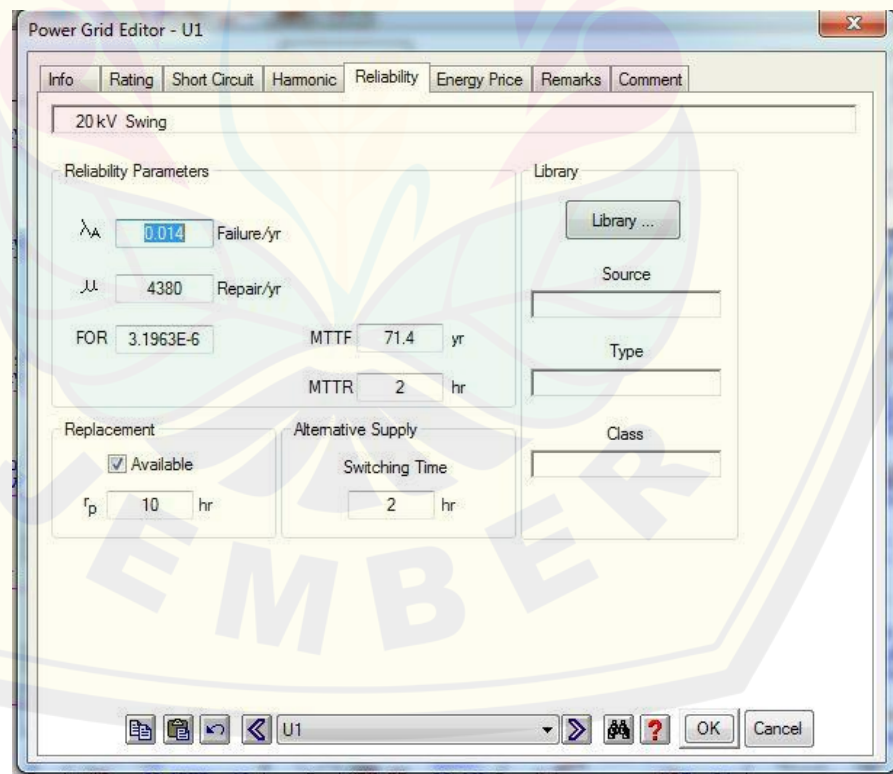 Power Grid Editor - U1
X
Info Rating Short Circuit Harmonic Reliability Energy Price Remarks Comment
20 kV Swing
Reliability Parameters
λA 0.014 Failure/yr
μ 4380 Repair/yr
FOR 3.1963E-6
MTTF 71.4 yr
MTTR 2 hr
Library
Library ...
Source
Type
Class
Replacement
Available
rp 10 hr
Alternative Supply
Switching Time
2 hr
U1
?
OK Cancel
EMBER